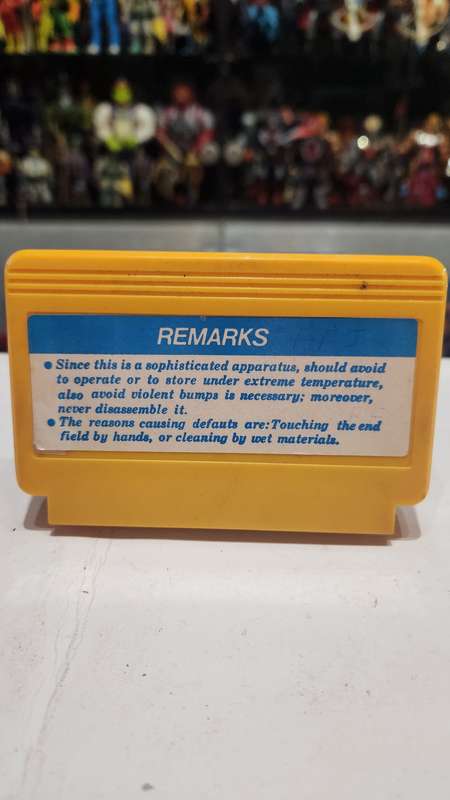 REMARKS
● Since this is a sophisticated apparatus, should avoid
to operate or to store under extreme temperature,
also avoid violent bumps is necessary; moreover,
never disassemble it.
● The reasons causing defauts are:Touching the end
field by hands, or cleaning by wet materials.